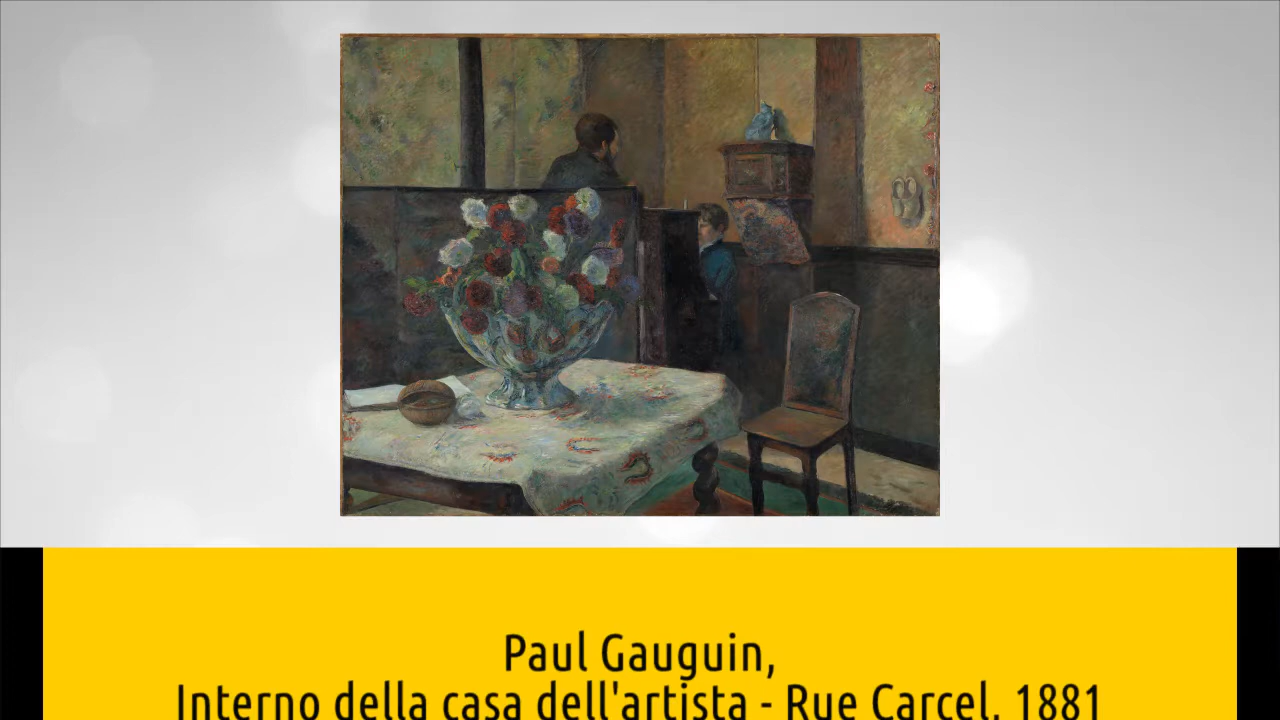 Paul Gauguin,
Interno della casa dell'artista - Rue Carcel, 1881